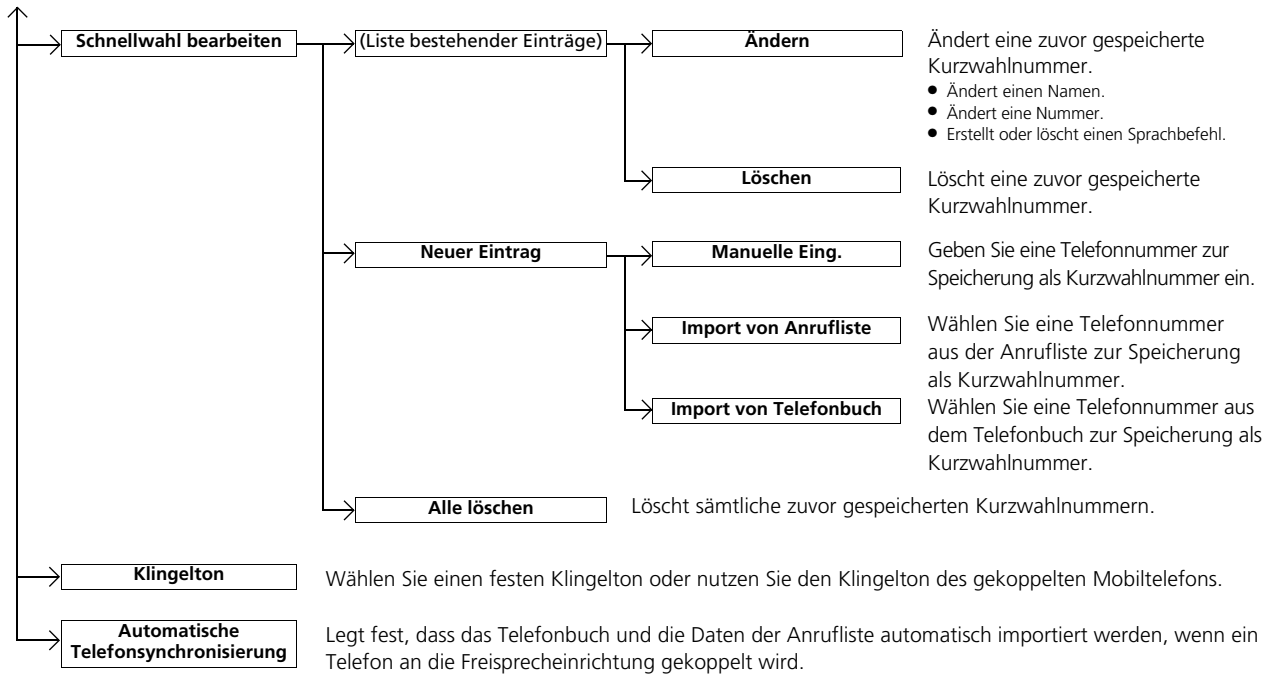 Schnellwahl bearbeiten
(Liste bestehender Einträge)
Ändern
Ändert eine zuvor gespeicherte
Kurzwahlnummer.
● Ändert einen Namen.
● Ändert eine Nummer.
● Erstellt oder löscht einen Sprachbefehl.
Löschen
Löscht eine zuvor gespeicherte
Kurzwahlnummer.
Neuer Eintrag
Manuelle Eing.
Geben Sie eine Telefonnummer zur
Speicherung als Kurzwahlnummer ein.
Import von Anrufliste
Wählen Sie eine Telefonnummer
aus der Anrufliste zur Speicherung
als Kurzwahlnummer.
Import von Telefonbuch
Wählen Sie eine Telefonnummer aus
dem Telefonbuch zur Speicherung als
Kurzwahlnummer.
Alle löschen
Löscht sämtliche zuvor gespeicherten Kurzwahlnummern.
Klingelton
Wählen Sie einen festen Klingelton oder nutzen Sie den Klingelton des gekoppelten Mobiltelefons.
Automatische
Telefonsynchronisierung
Legt fest, dass das Telefonbuch und die Daten der Anrufliste automatisch importiert werden, wenn ein
Telefon an die Freisprecheinrichtung gekoppelt wird.